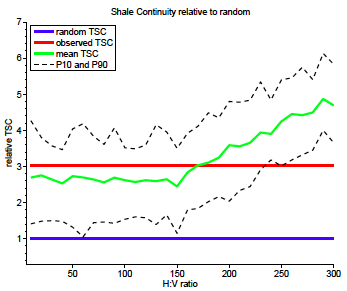 Shale Continuity relative to random
7
6
5
4
3
2
1
relative TSC
random TSC
observed TSC
mean TSC
P10 and P90
50
100
150
200
250
300
H:V ratio